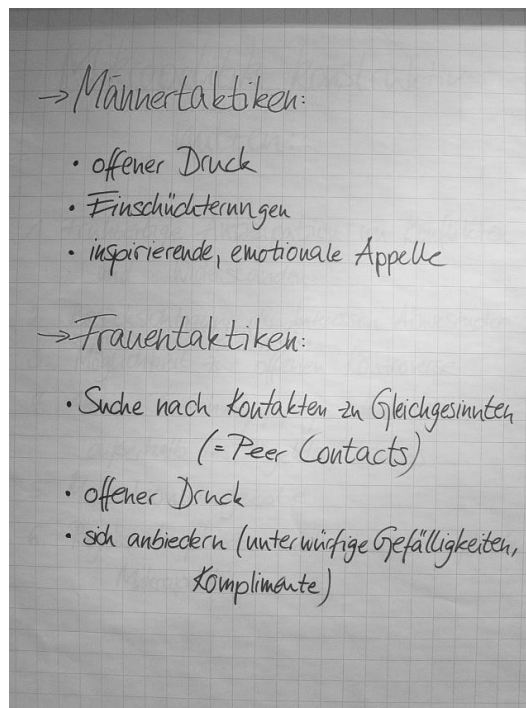 → Männertaktiken:
• offener Druck
• Einschüchterungen
• inspirierende, emotionale Appelle
→ Frauentaktiken:
• Suche nach Kontakten zu Gleichgesinnten
(= Peer Contacts)
• offener Druck
• sich anbiedern (unterwürfige Gefälligkeiten,
Komplimente)